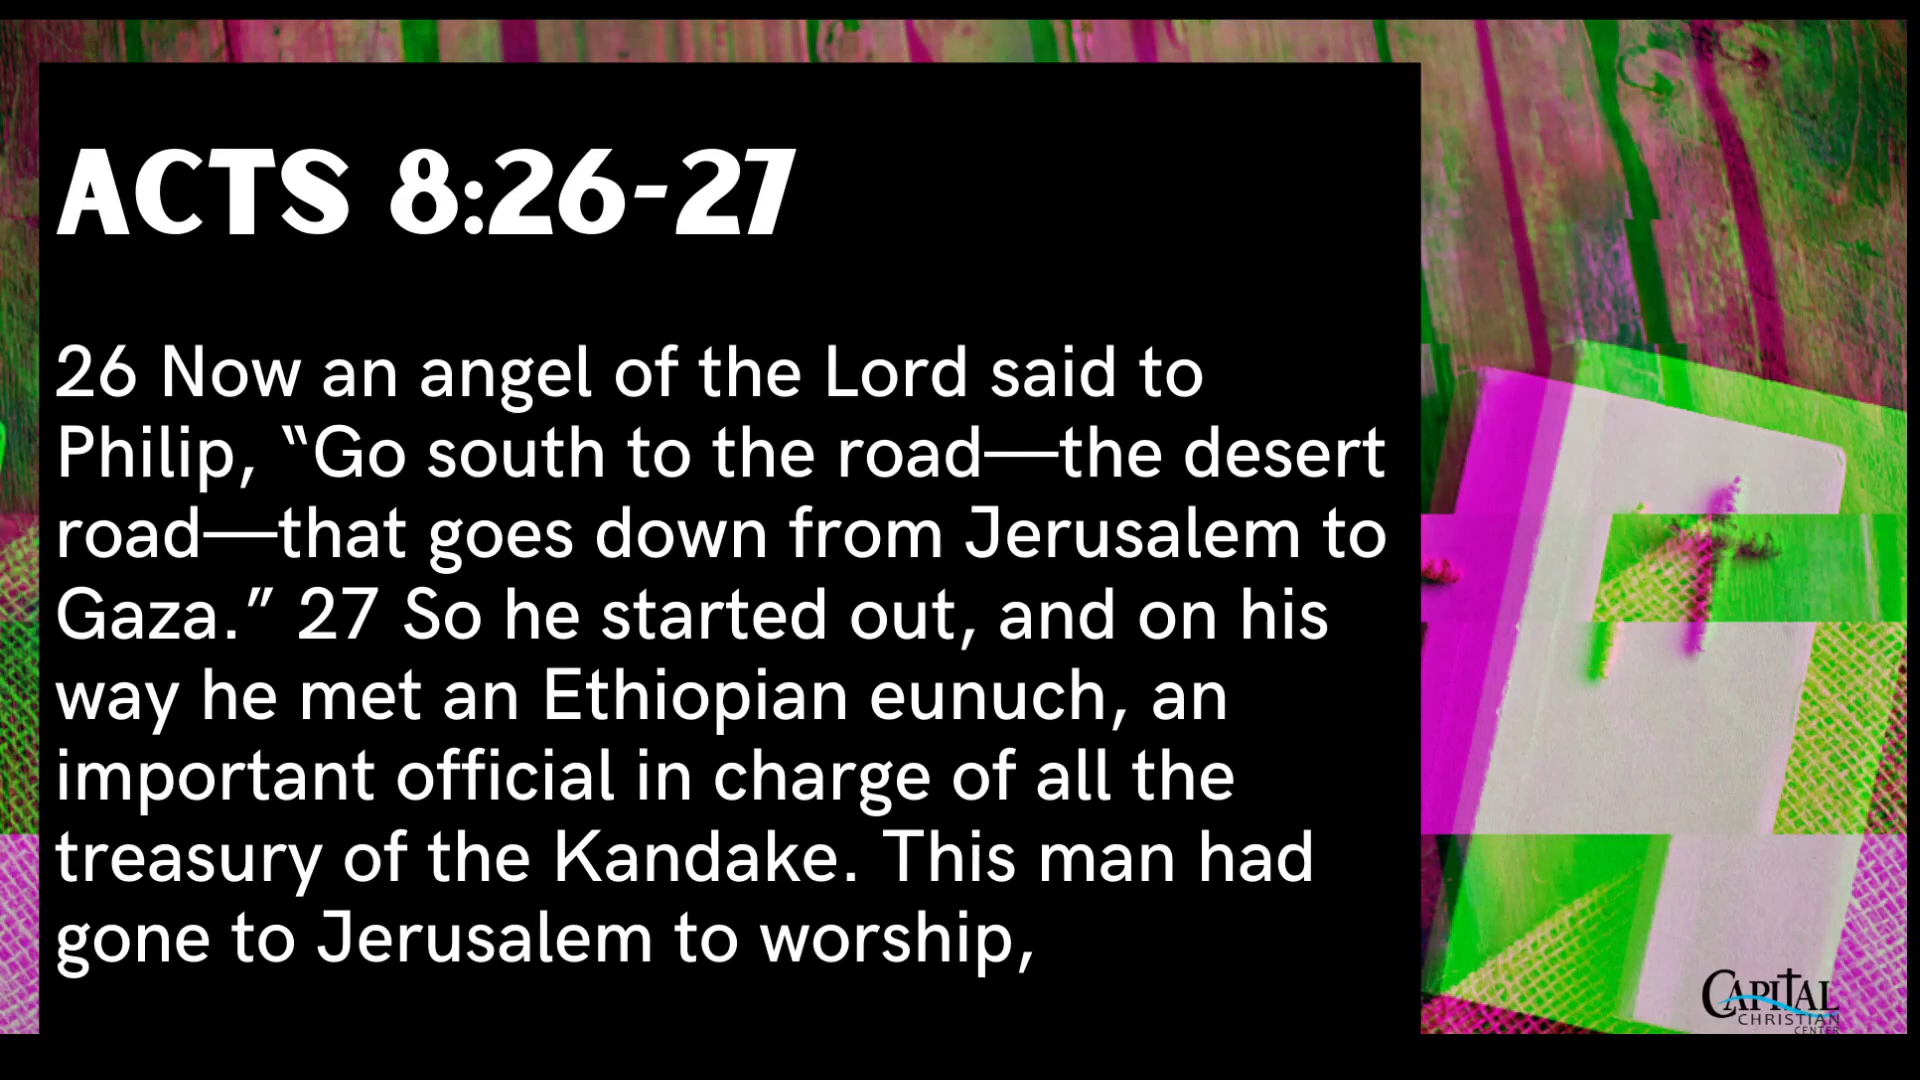 ACTS 8:26-27
26 Now an angel of the Lord said to
Philip, “Go south to the road—the desert
road—that goes down from Jerusalem to
Gaza.” 27 So he started out, and on his
way he met an Ethiopian eunuch, an
important official in charge of all the
treasury of the Kandake. This man had
gone to Jerusalem to worship,
CAPITAL
CHRISTIAN
CENTER